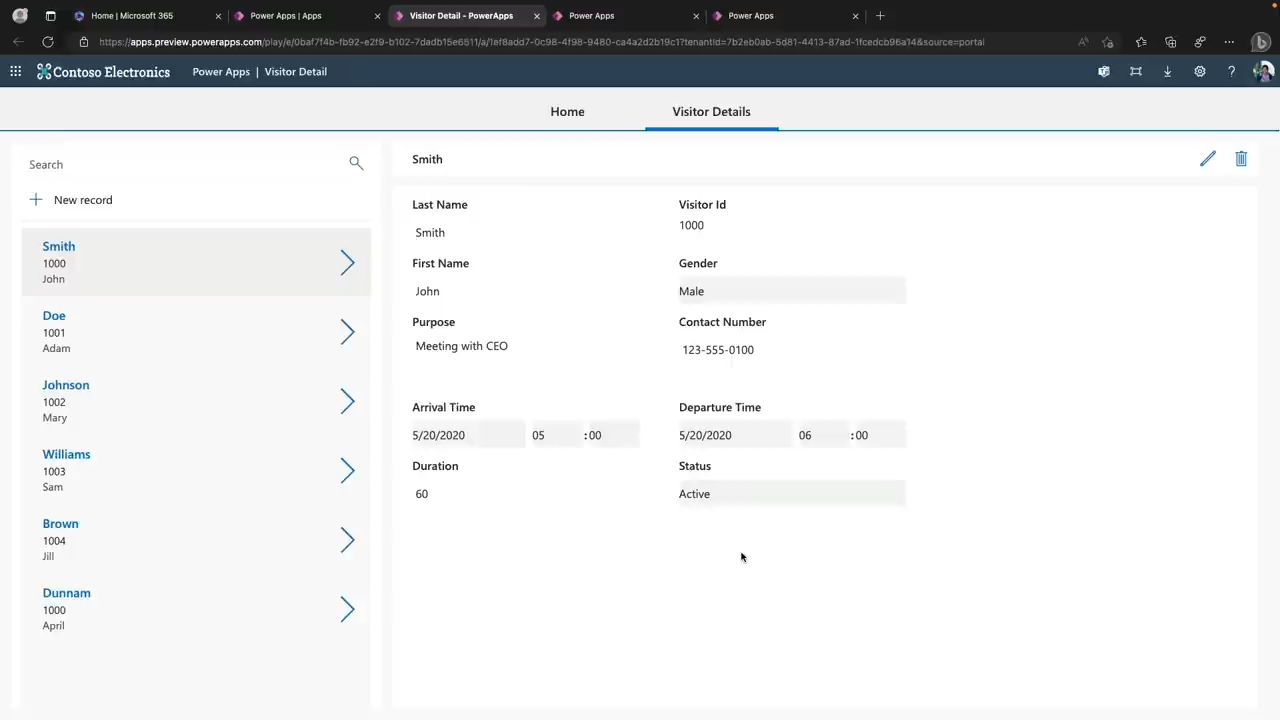 Home | Microsoft 365
Power Apps | Apps
Visitor Detail - PowerApps
Power Apps
Power Apps
https://apps.preview.powerapps.com/play/e/0baf7f4b-fb92-e2f9-b102-7dadb15e6511/a/1ef8add7-0c98-4f98-9480-ca4a2d2b19c1?tenantId=7b2eb0ab-5d81-4413-87ad-1fcedcb96a14&source=portal
Contoso Electronics
Power Apps | Visitor Detail
Home
Visitor Details
Search
New record
Smith
1000
John
Doe
1001
Adam
Johnson
1002
Mary
Williams
1003
Sam
Brown
1004
Jill
Dunnam
1000
April
Smith
Last Name
Visitor Id
Smith
1000
First Name
Gender
John
Male
Purpose
Contact Number
Meeting with CEO
123-555-0100
Arrival Time
Departure Time
5/20/2020 05 :00
5/20/2020 06 :00
Duration
Status
60
Active